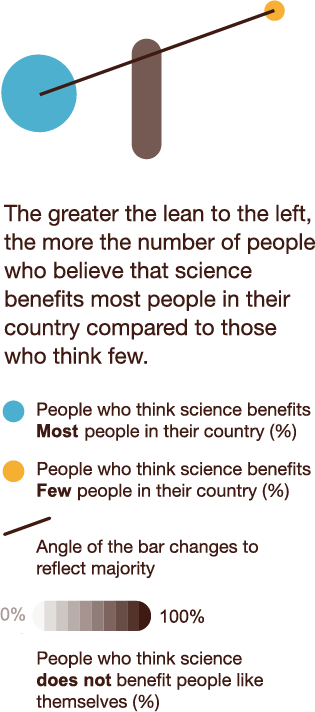 The greater the lean to the left,
the more the number of people
who believe that science
benefits most people in their
country compared to those
who think few.
People who think science benefits
Most people in their country (%)
People who think science benefits
Few people in their country (%)
Angle of the bar changes to
reflect majority
0% 100%
People who think science
does not benefit people like
themselves (%)